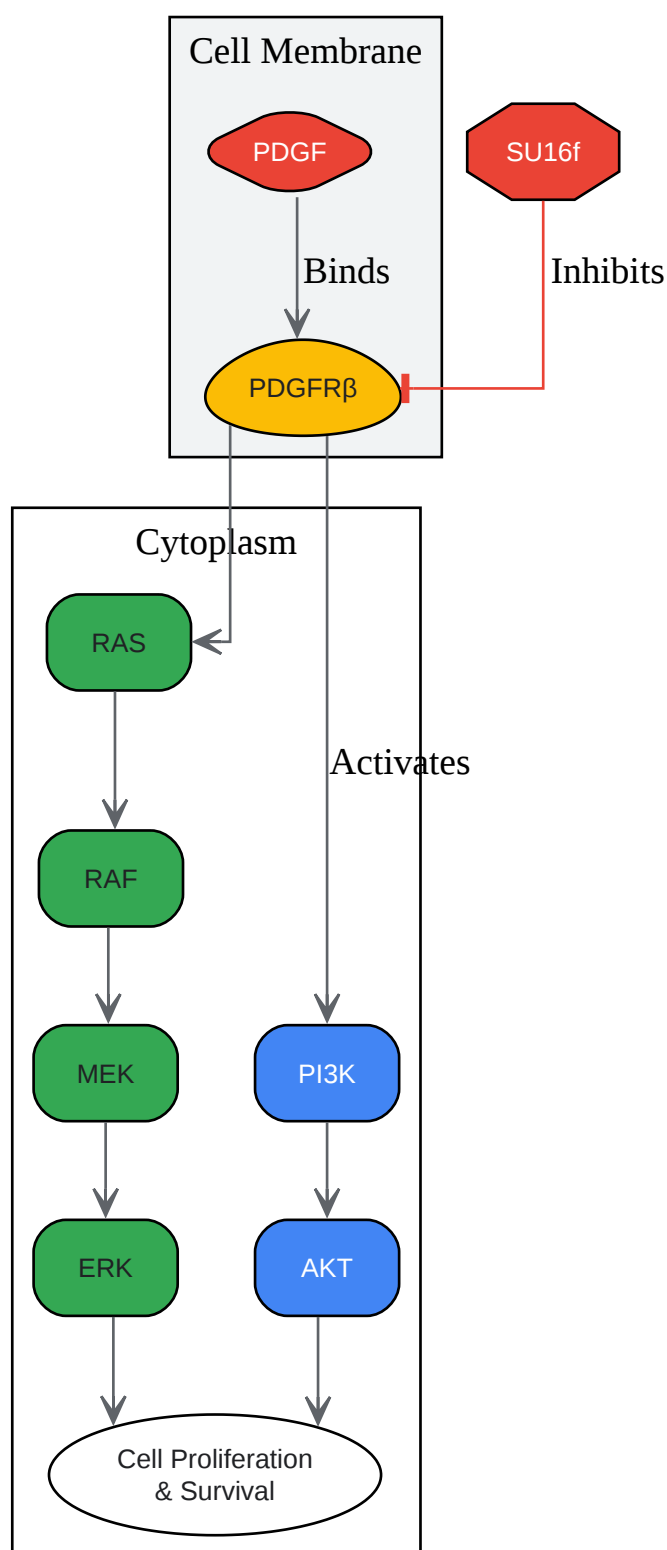 Cell Membrane
PDGF
SU16f
Binds
Inhibits
PDGFRβ
Cytoplasm
RAS
Activates
RAF
MEK
PI3K
ERK
AKT
Cell Proliferation
& Survival